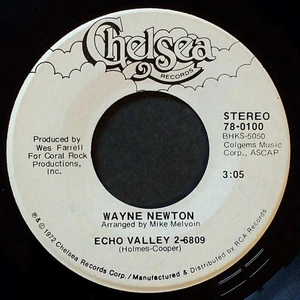 Chelsea
RECORDS
Produced by
Wes Farrell
For Coral Rock
Productions,
Inc.
STEREO
78-0100
BHKS-5050
Colgems Music
Corp., ASCAP
3:05
WAYNE NEWTON
Arranged by Mike Melvoin
ECHO VALLEY 2-6809
(Holmes-Cooper)
℗ & © 1972 Chelsea Records Corp./Manufactured & Distributed by RCA Records